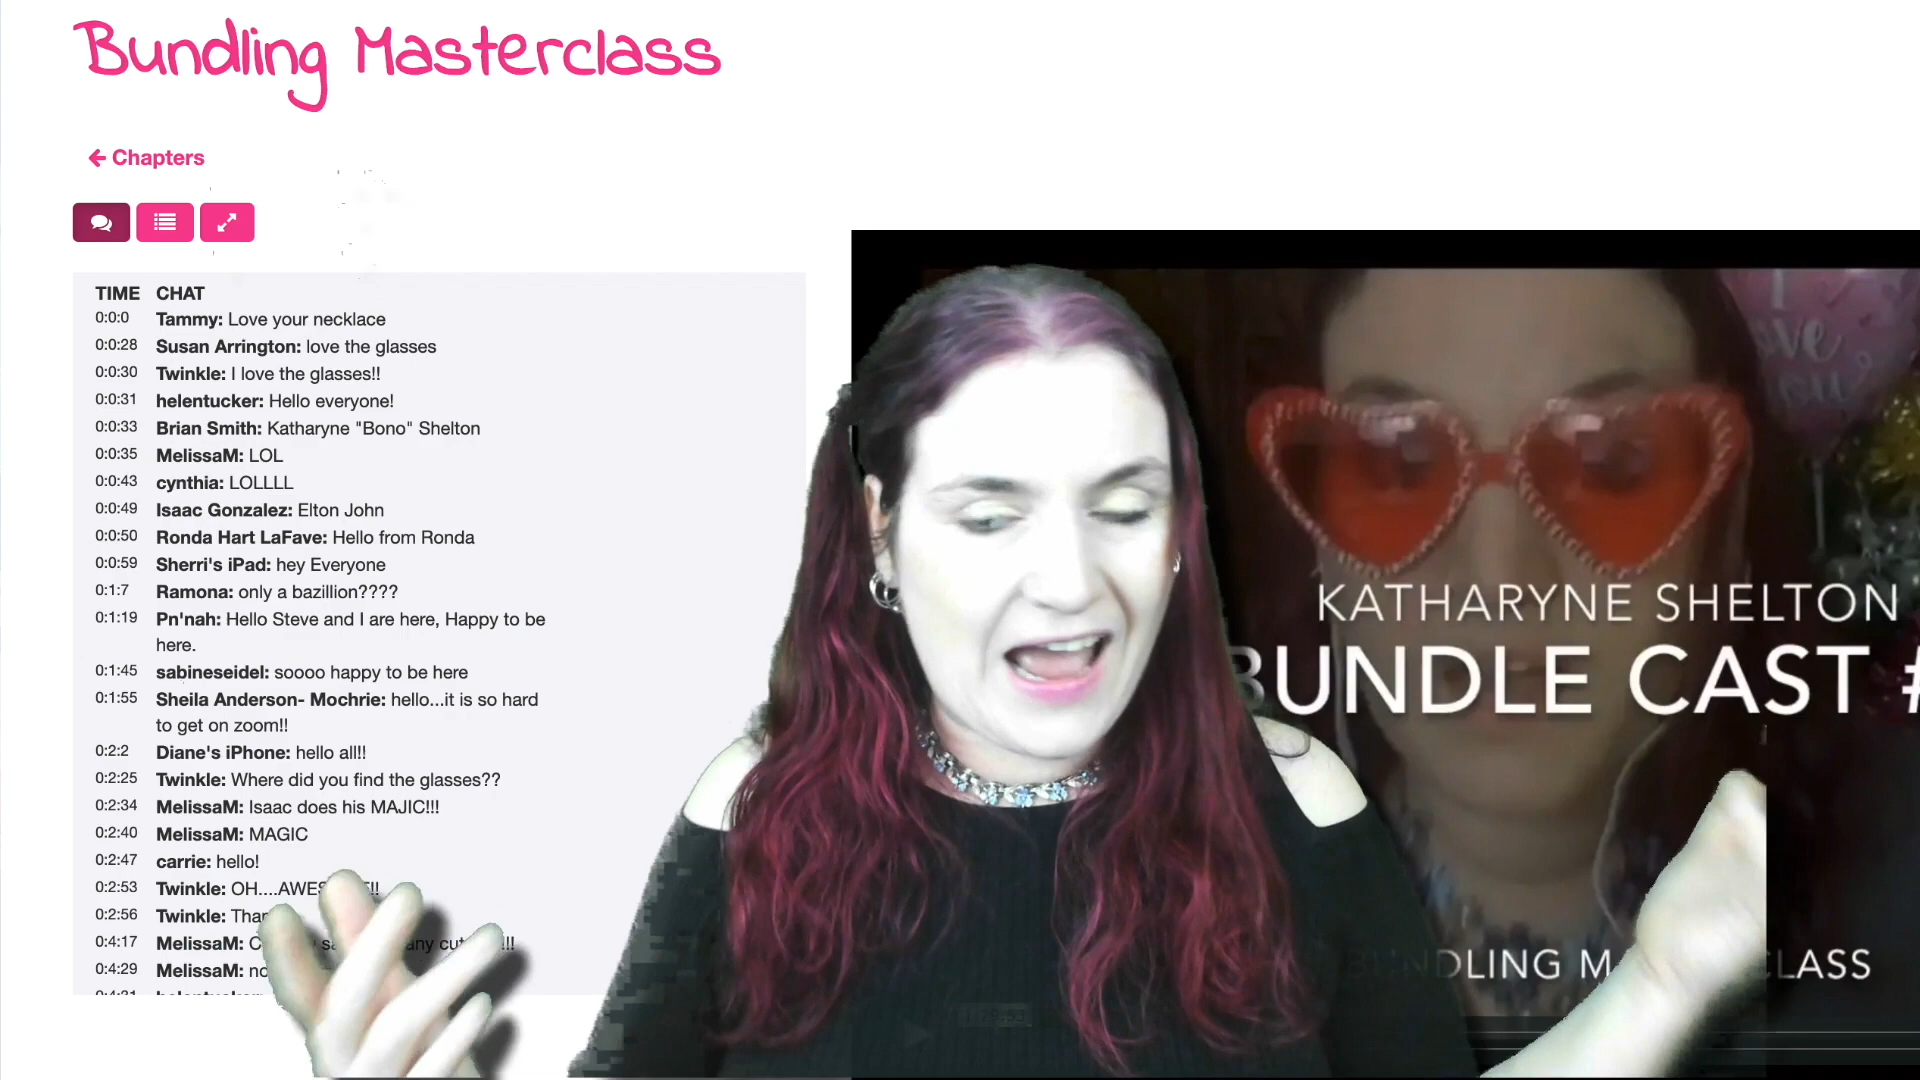 Bundling Masterclass
Chapters
TIME CHAT
0:0:0 Tammy: Love your necklace
0:0:28 Susan Arrington: love the glasses
0:0:30 Twinkle: I love the glasses!!
0:0:31 helentucker: Hello everyone!
0:0:33 Brian Smith: Katharyne "Bono" Shelton
0:0:35 MelissaM: LOL
0:0:43 cynthia: LOLLLL
0:0:49 Isaac Gonzalez: Elton John
0:0:50 Ronda Hart LaFave: Hello from Ronda
0:0:59 Sherri's iPad: hey Everyone
0:1:7 Ramona: only a bazillion????
0:1:19 Pn'nah: Hello Steve and I are here, Happy to be
here.
0:1:45 sabineseidel: soooo happy to be here
0:1:55 Sheila Anderson- Mochrie: hello...it is so hard
to get on zoom!!
0:2:2 Diane's iPhone: hello all!!
0:2:25 Twinkle: Where did you find the glasses??
0:2:34 MelissaM: Isaac does his MAJIC!!!
0:2:40 MelissaM: MAGIC
0:2:47 carrie: hello!
0:2:53 Twinkle: OH....
0:2:56 Twinkle:
0:4:17 MelissaM:
0:4:29 MelissaM:
I
love
you
KATHARYNE SHELTON
BUNDLE CAST #
BUNDLING